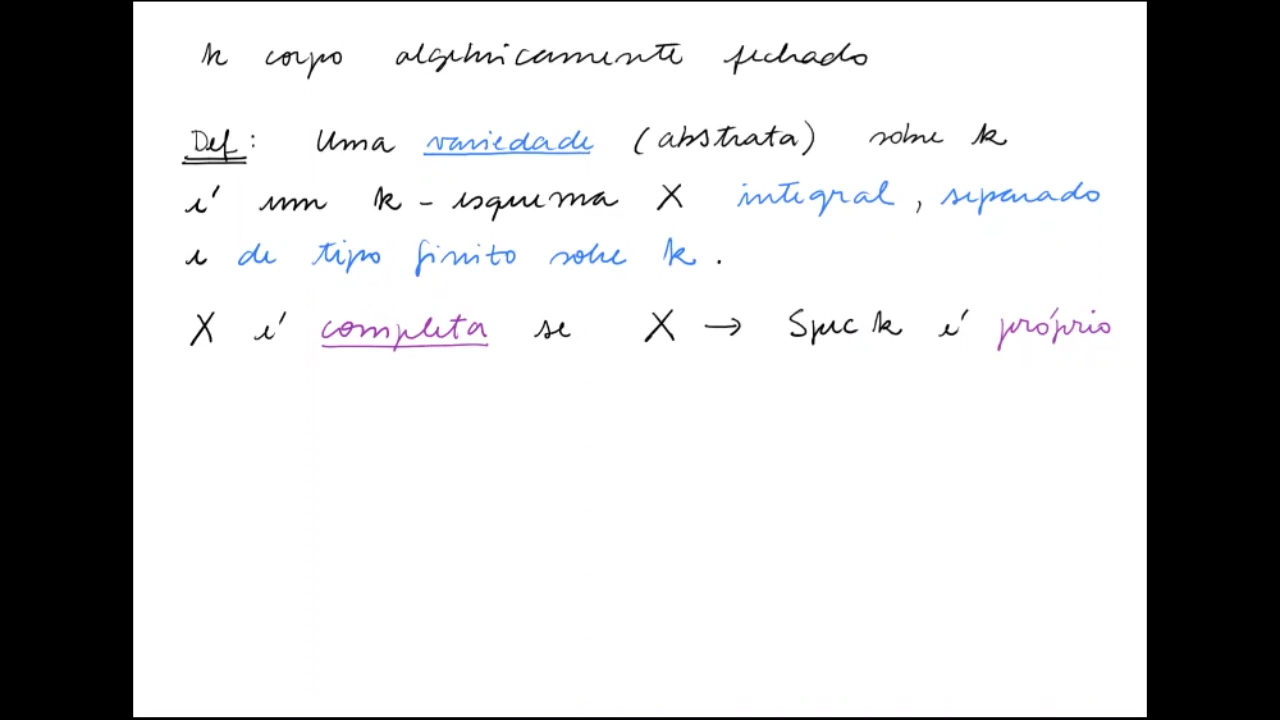 k corpo algebricamente fechado
Def: Uma variedade (abstrata) sobre k
é um k-esquema X integral, separado
e de tipo finito sobre k.
X é completa se X → Spec k é próprio